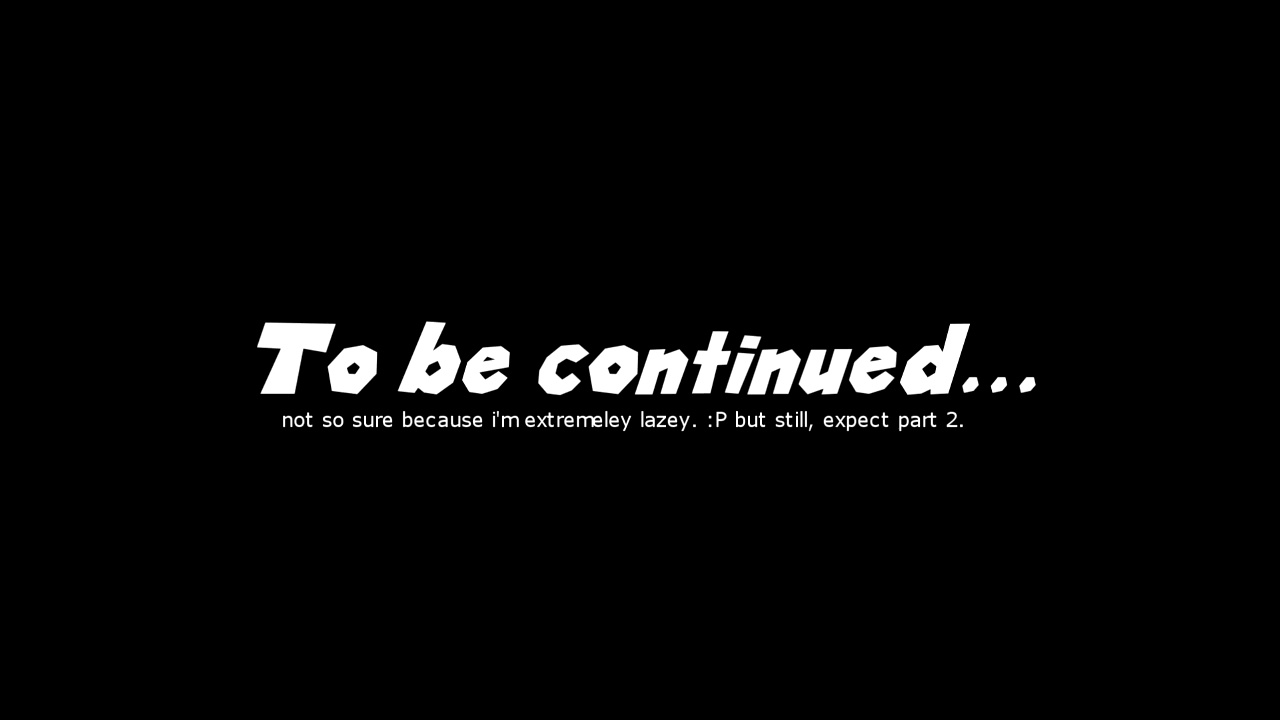 To be continued...
not so sure because i'm extremeley lazey. :P but still, expect part 2.